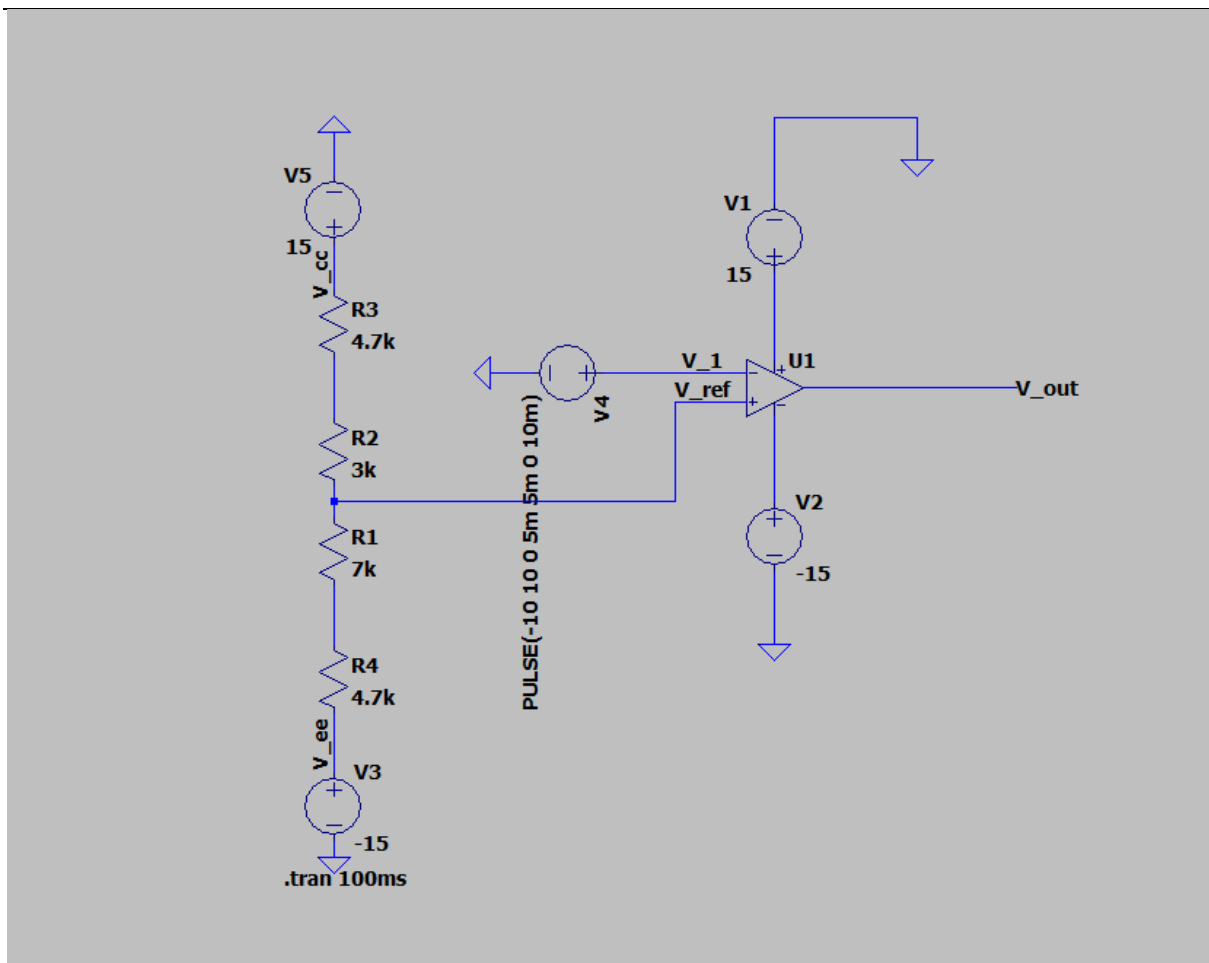 V5
15
V_cc
R3
4.7k
R2
3k
R1
7k
R4
4.7k
V_ee
V3
-15
.tran 100ms
V4
PULSE(-10 10 0 5m 5m 0 10m)
V_1
V_ref
V1
15
U1
V_out
V2
-15